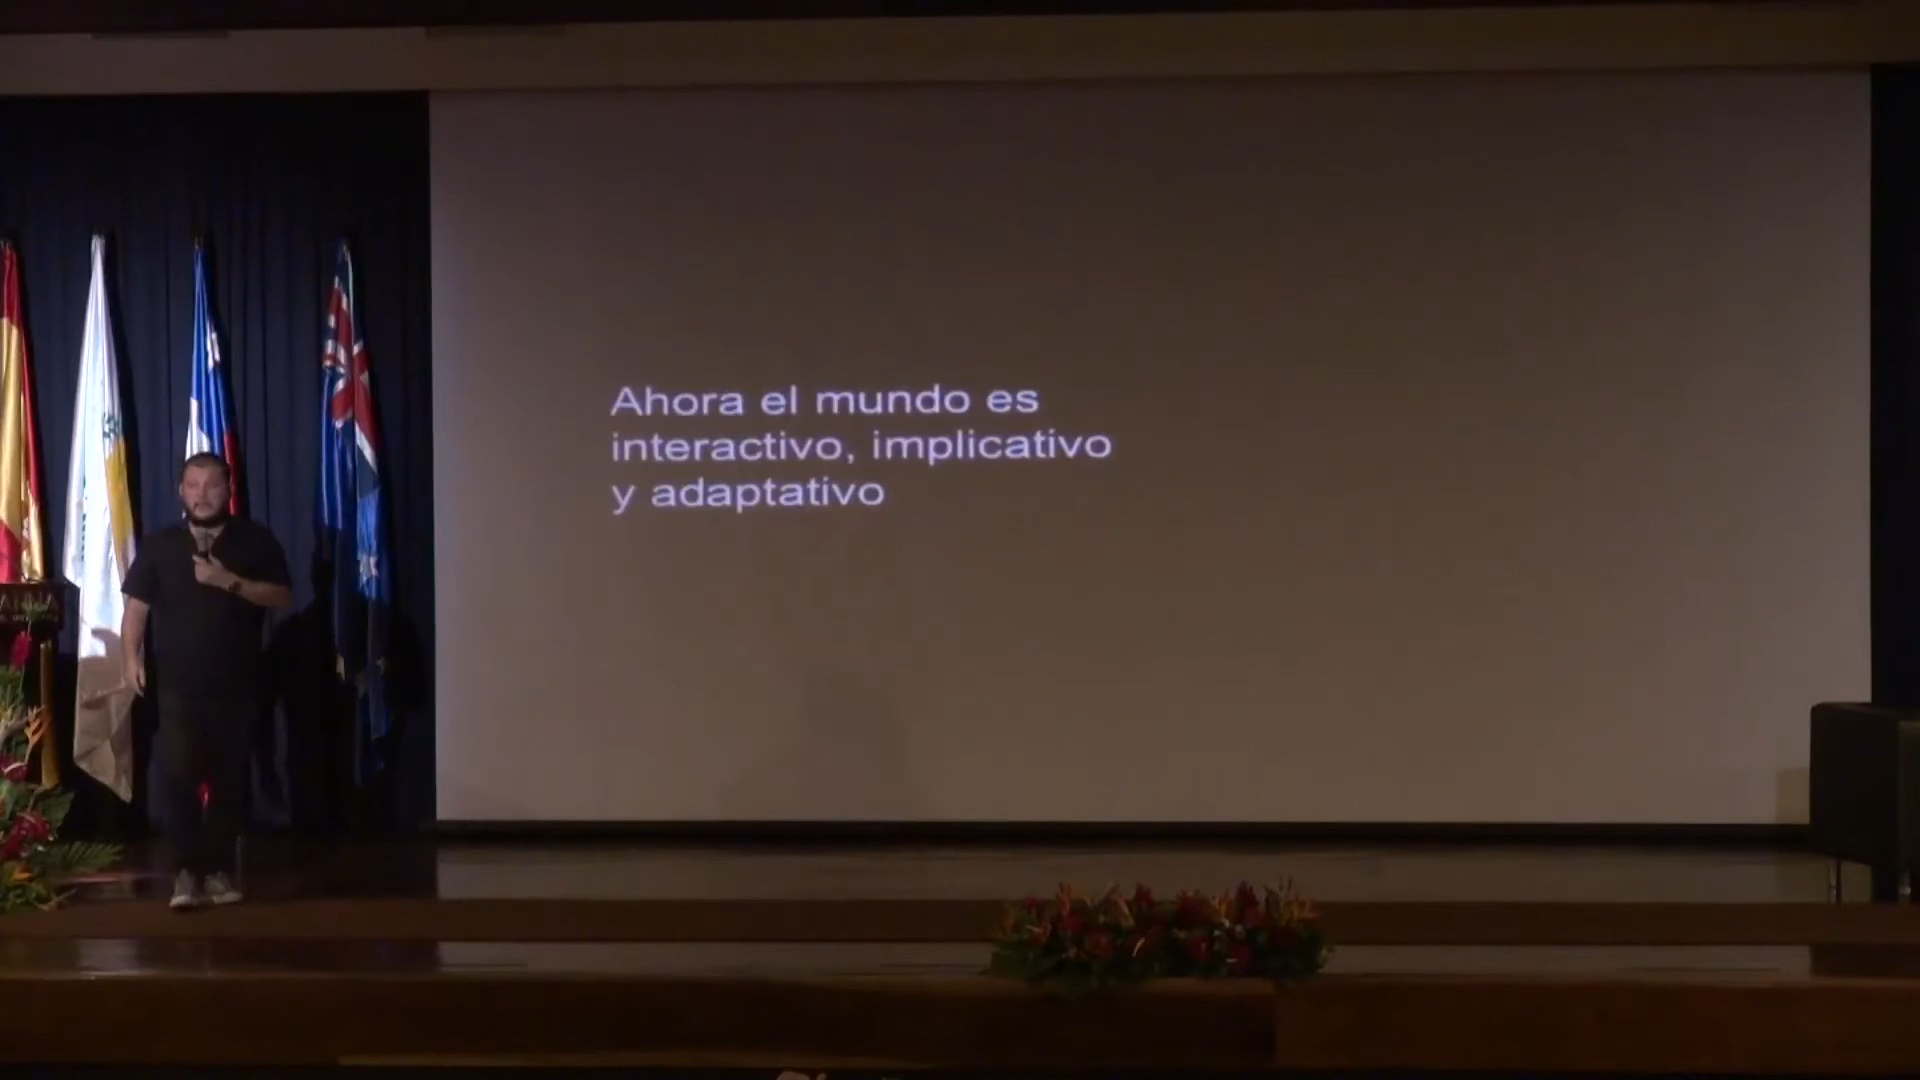 Ahora el mundo es
interactivo, implicativo
y adaptativo